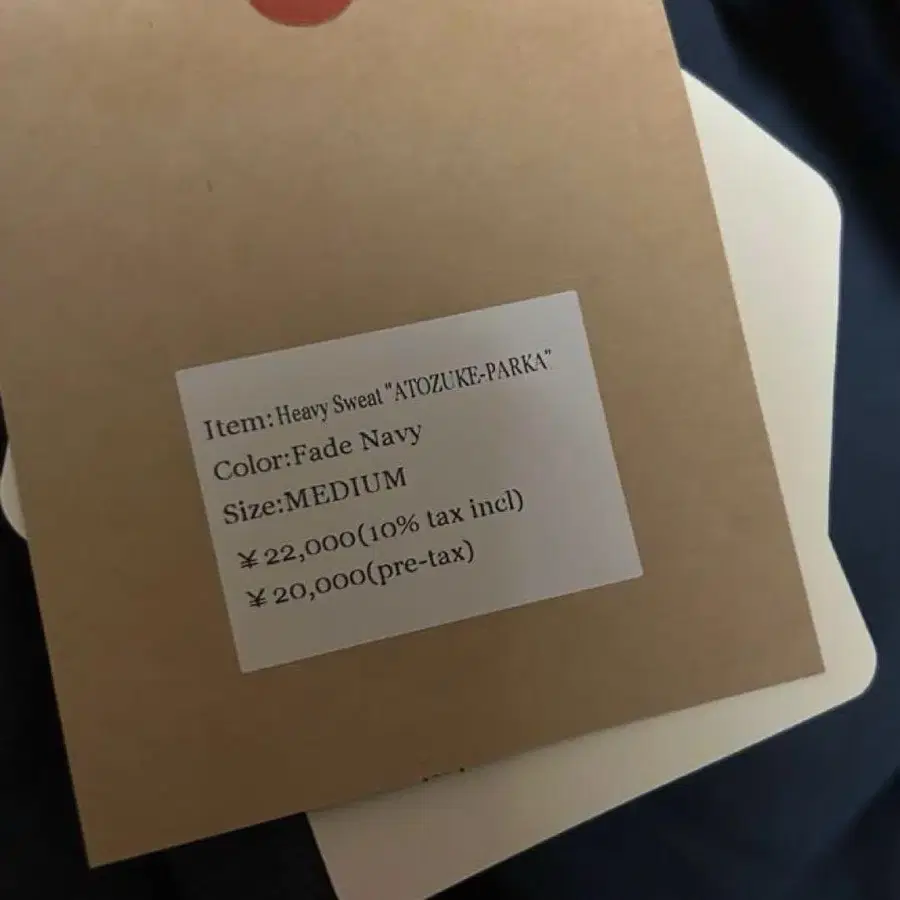 Item:Heavy Sweat "ATOZUKE-PARKA"
Color:Fade Navy
Size:MEDIUM
¥22,000(10% tax incl)
¥20,000(pre-tax)